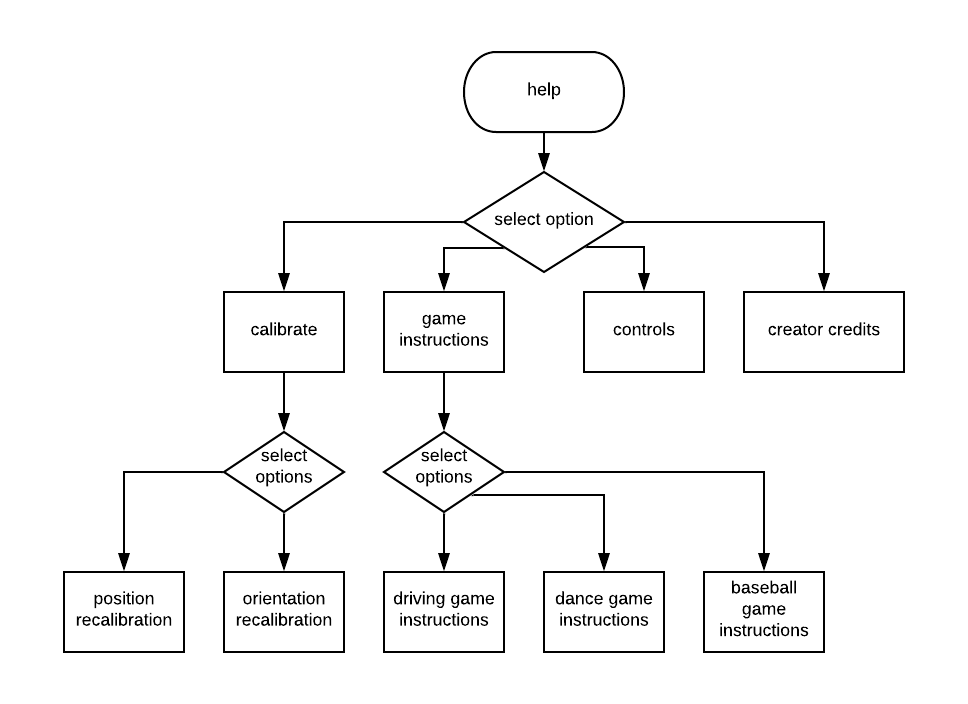 help
select option
calibrate
game
instructions
controls
creator credits
select
options
select
options
position
recalibration
orientation
recalibration
driving game
instructions
dance game
instructions
baseball
game
instructions